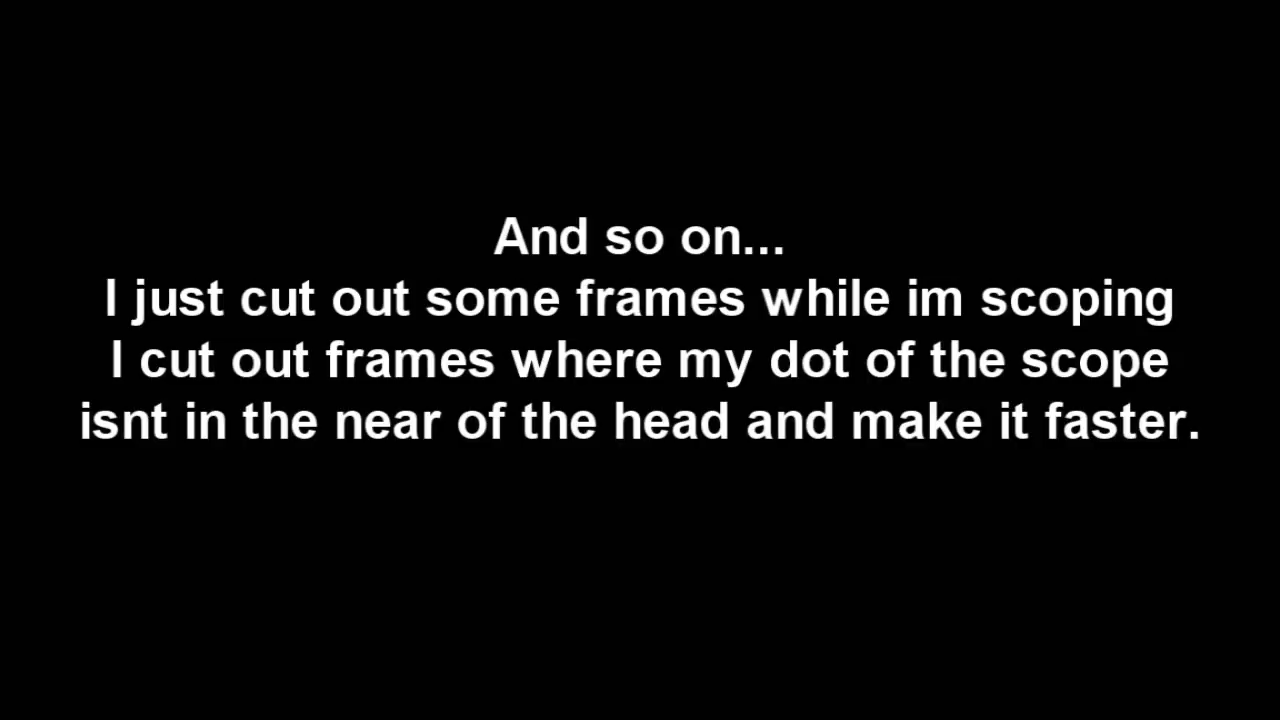 And so on...
I just cut out some frames while im scoping
I cut out frames where my dot of the scope
isnt in the near of the head and make it faster.